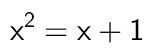 x² = x + 1